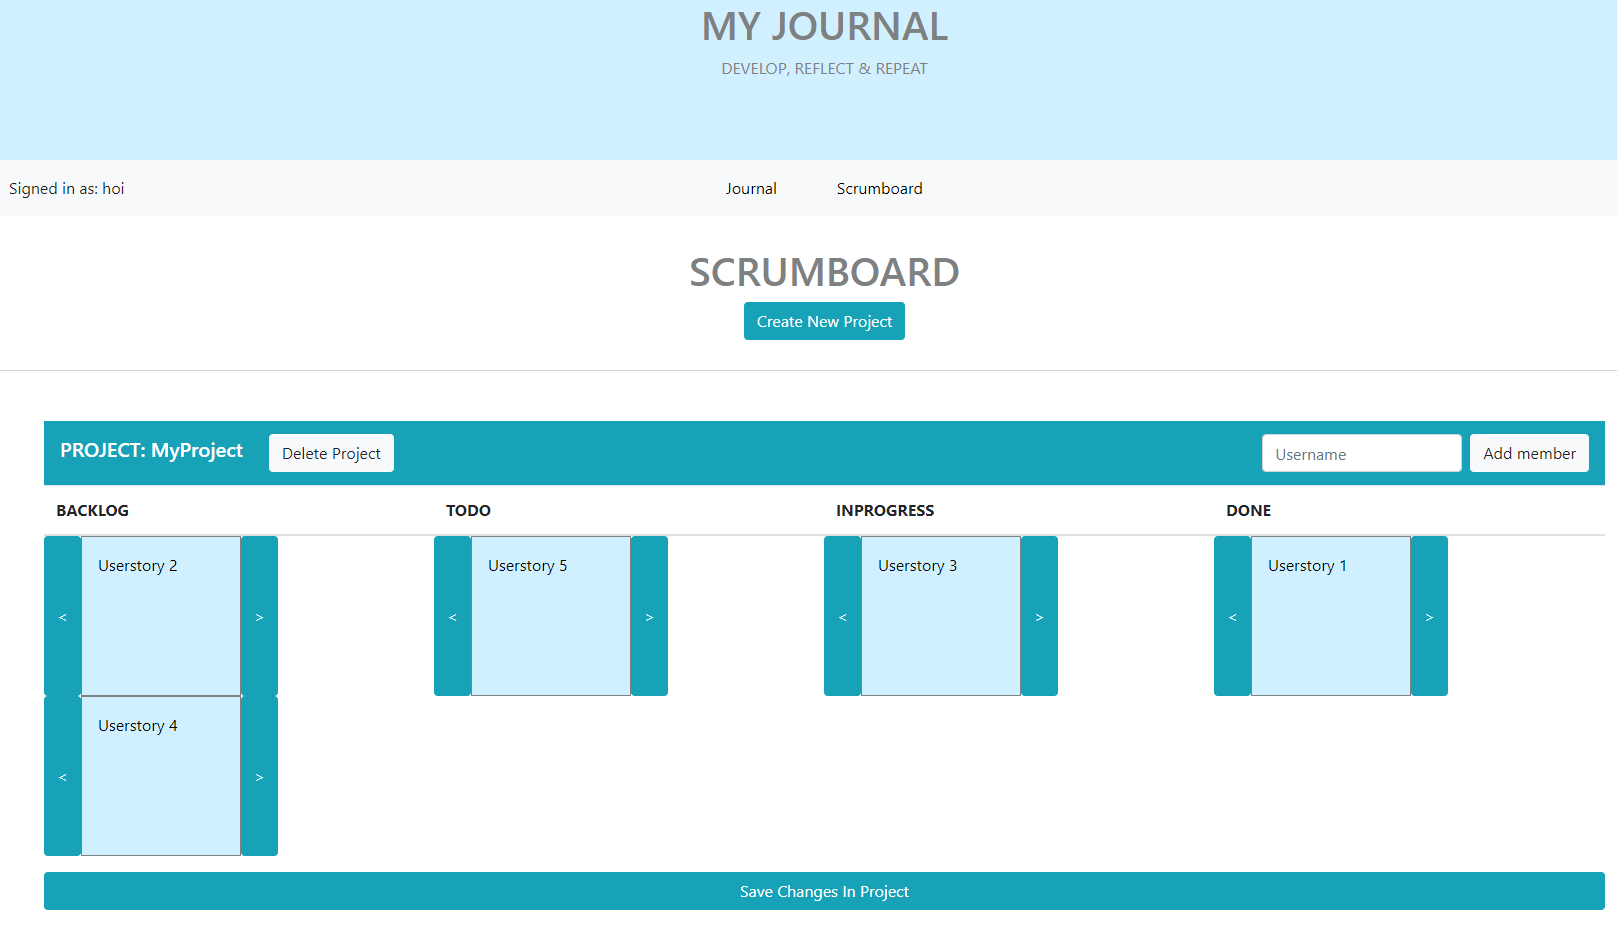 MY JOURNAL
DEVELOP, REFLECT & REPEAT
Signed in as: hoi Journal Scrumboard
SCRUMBOARD
Create New Project
PROJECT: MyProject Delete Project Username Add member
BACKLOG TODO INPROGRESS DONE
Userstory 2 Userstory 5 Userstory 3 Userstory 1
< > < > < > < >
Userstory 4
< >
Save Changes In Project